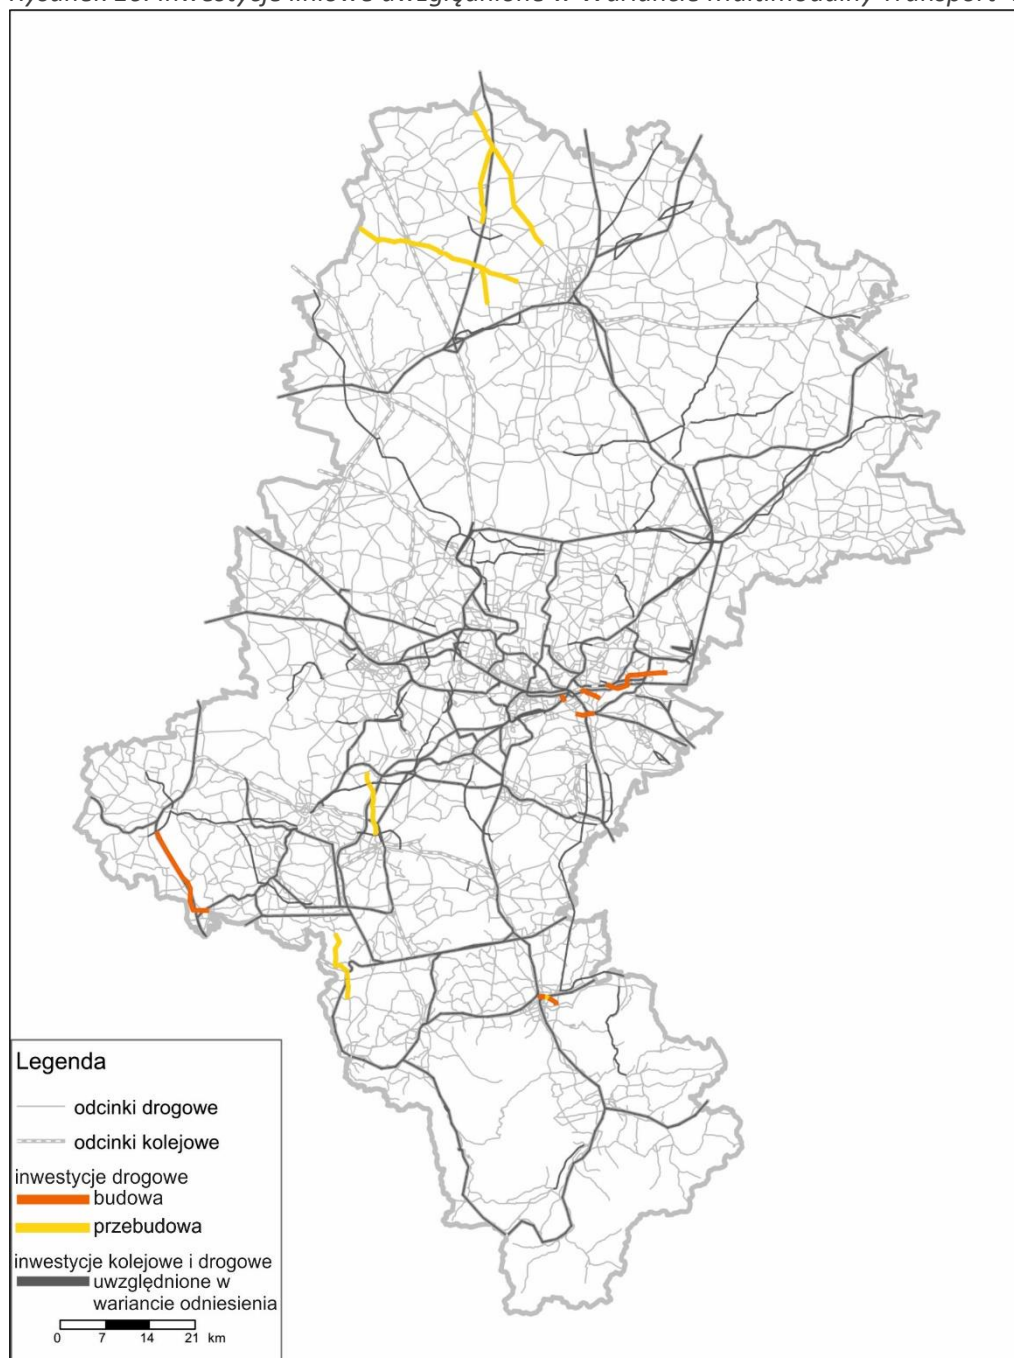 Legenda
odcinki drogowe
odcinki kolejowe
inwestycje drogowe
budowa
przebudowa
inwestycje kolejowe i drogowe
uwzględnione w
wariancie odniesienia
0 7 14 21 km